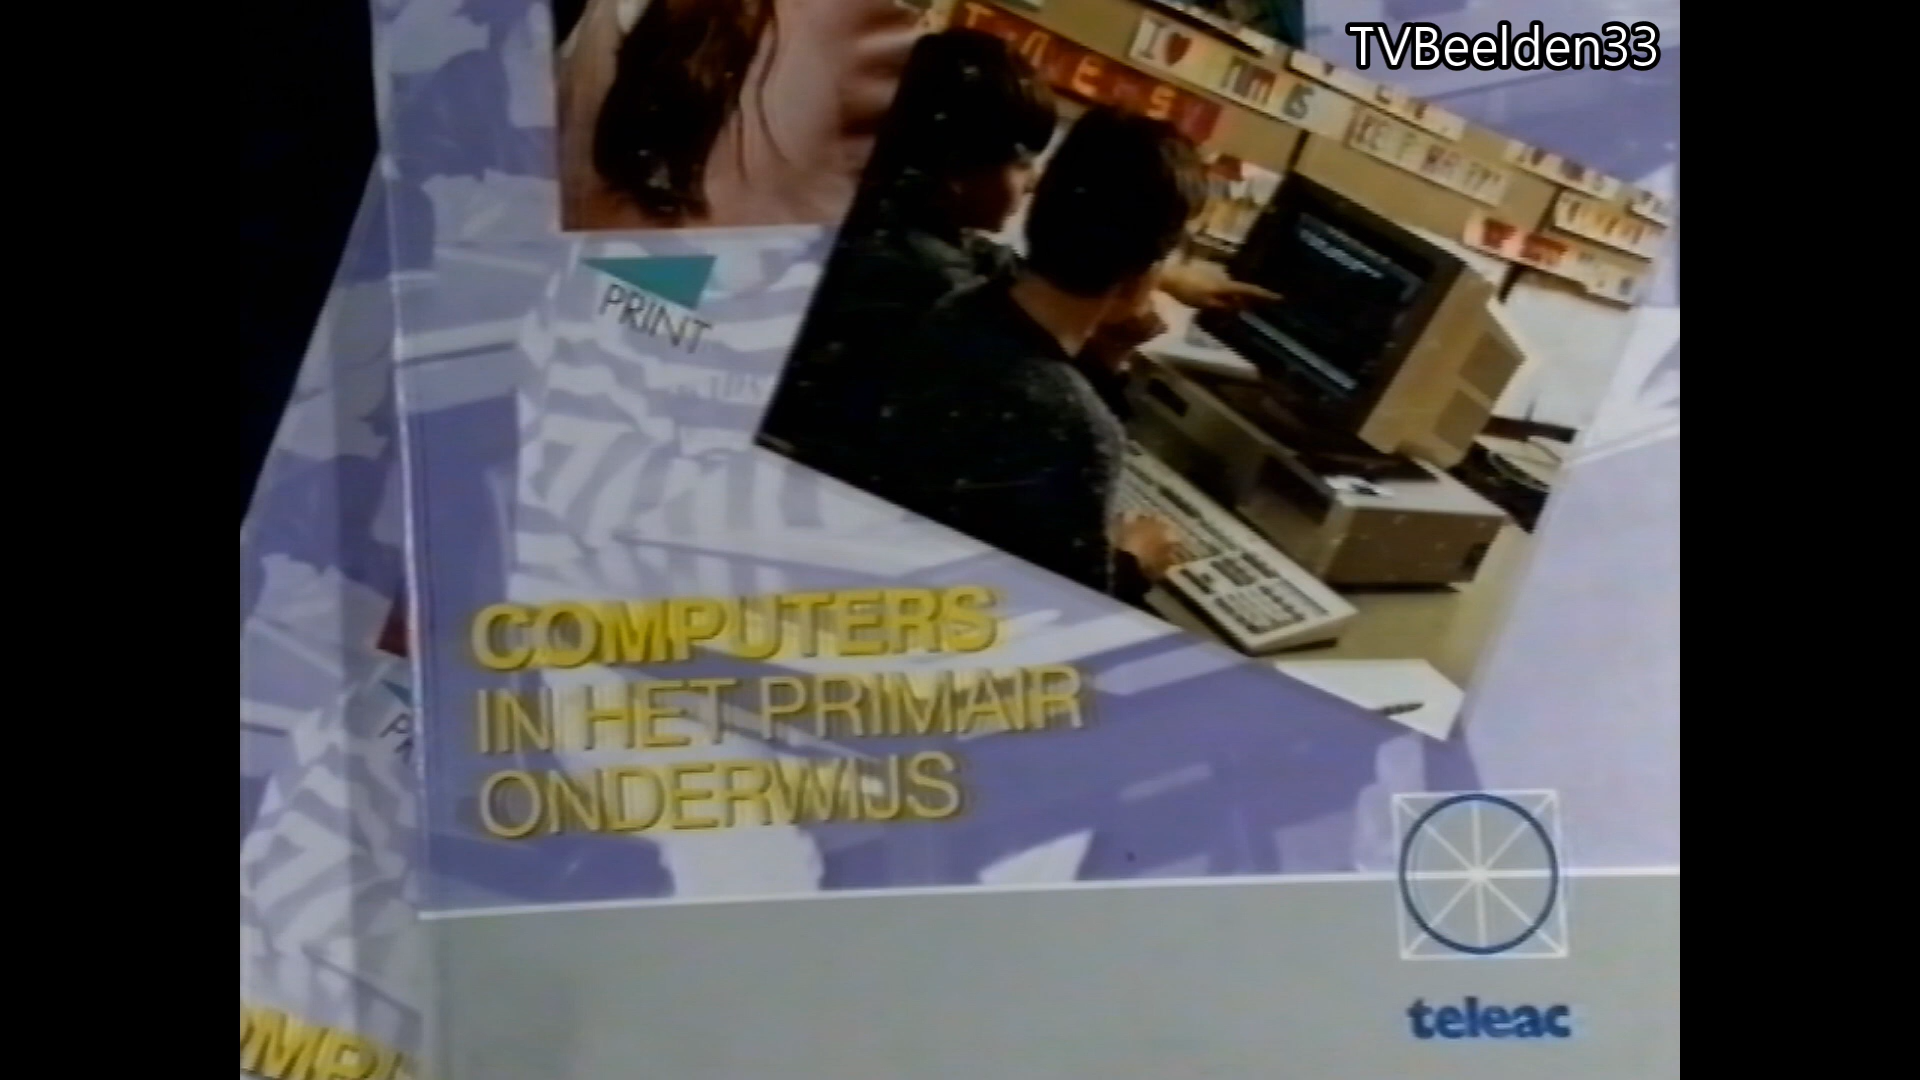 TVBeelden33
I ♥
PRINT
COMPUTERS
IN HET PRIMAIR
ONDERWIJS
teleac